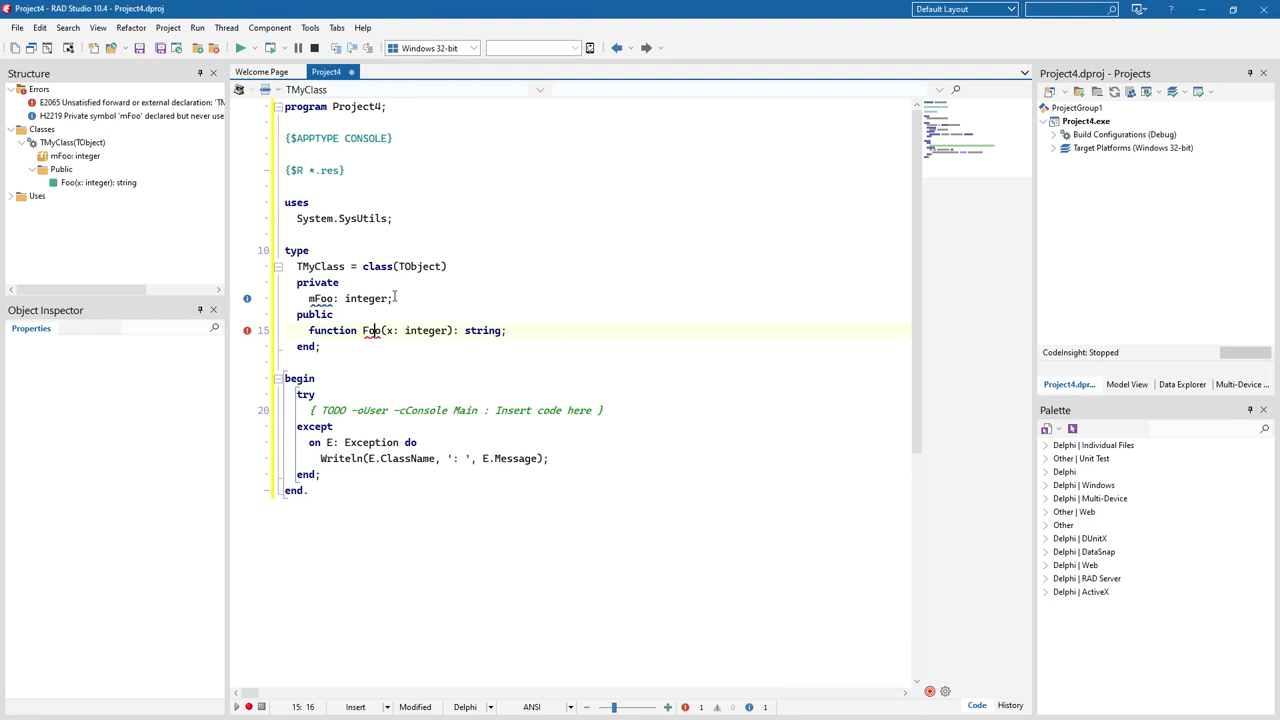 Project4 - RAD Studio 10.4 - Project4.dproj
Default Layout
File Edit Search View Refactor Project Run Thread Component Tools Tabs Help
Windows 32-bit
Structure
Errors
E2065 Unsatisfied forward or external declaration: 'TM
H2219 Private symbol 'mFoo' declared but never use
Classes
TMyClass(TObject)
mFoo: integer
Public
Foo(x: integer): string
Uses
Object Inspector
Properties
Welcome Page Project4
TMyClass
program Project4;
{$APPTYPE CONSOLE}
{$R *.res}
uses
System.SysUtils;
10 type
TMyClass = class(TObject)
private
mFoo: integer;
public
15 function Foo(x: integer): string;
end;
begin
try
20 { TODO -oUser -cConsole Main : Insert code here }
except
on E: Exception do
Writeln(E.ClassName, ': ', E.Message);
end;
end.
15: 16 Insert Modified Delphi ANSI 1 0 1 Code History
Project4.dproj - Projects
ProjectGroup1
Project4.exe
Build Configurations (Debug)
Target Platforms (Windows 32-bit)
CodeInsight: Stopped
Project4.dpr... Model View Data Explorer Multi-Device ...
Palette
Delphi | Individual Files
Other | Unit Test
Delphi
Delphi | Windows
Delphi | Multi-Device
Other | Web
Other
Delphi | DUnitX
Delphi | DataSnap
Delphi | Web
Delphi | RAD Server
Delphi | ActiveX